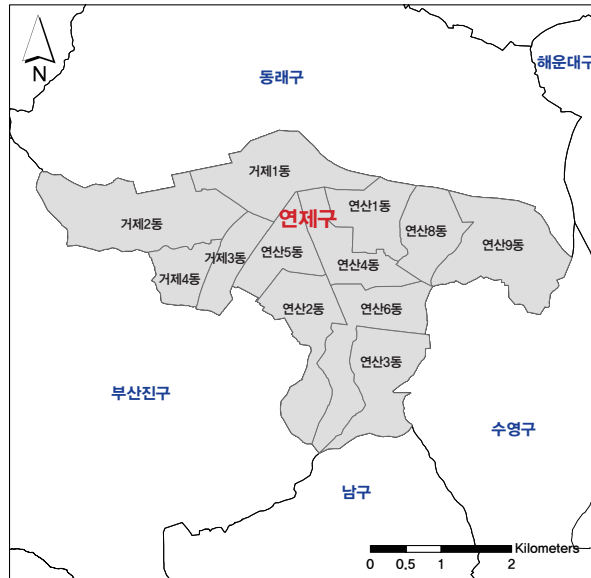 N
해운대구
동래구
거제1동
연제구
연산1동
거제2동
연산8동
연산9동
거제3동
연산5동
연산4동
거제4동
연산2동
연산6동
연산3동
부산진구
수영구
남구
Kilometers
0 0.5 1 2